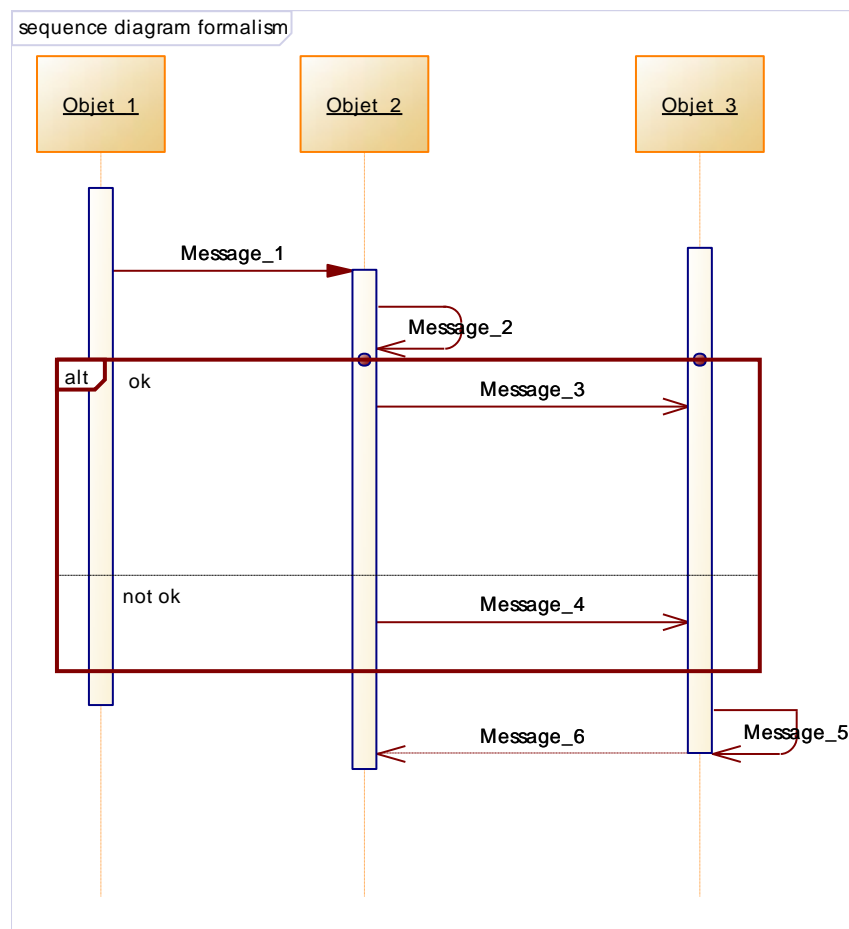 sequence diagram formalism
Objet_1
Objet_2
Objet_3
Message_1
Message_2
alt
ok
Message_3
not ok
Message_4
Message_5
Message_6